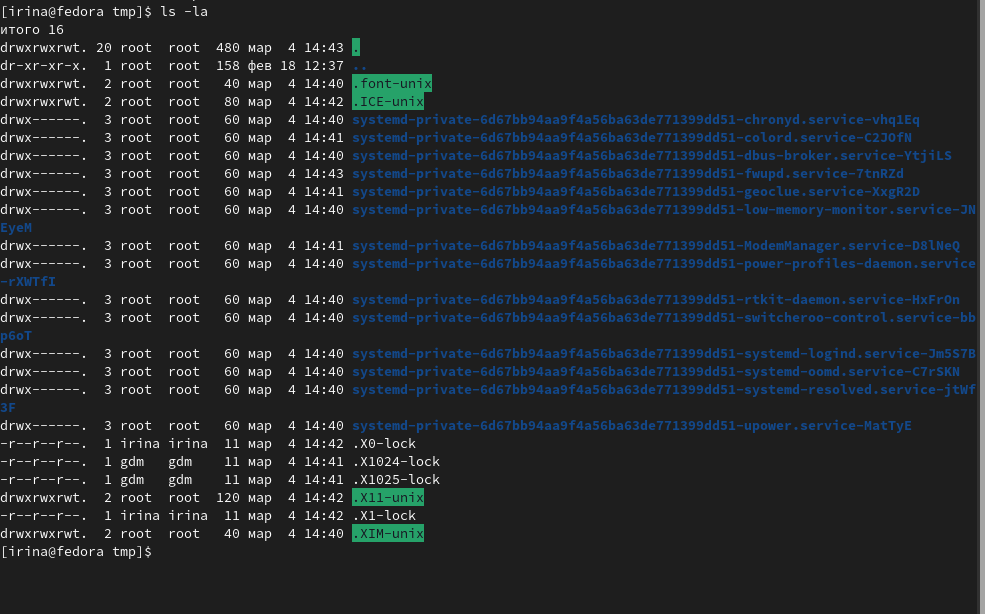 [irina@fedora tmp]$ ls -la
итого 16
drwxrwxrwt. 20 root  root  480 мар  4 14:43 .
dr-xr-xr-x.  1 root  root  158 фев 18 12:37 ..
drwxrwxrwt.  2 root  root   40 мар  4 14:40 .font-unix
drwxrwxrwt.  2 root  root   80 мар  4 14:42 .ICE-unix
drwx------.  3 root  root   60 мар  4 14:40 systemd-private-6d67bb94aa9f4a56ba63de771399dd51-chronyd.service-vhq1Eq
drwx------.  3 root  root   60 мар  4 14:41 systemd-private-6d67bb94aa9f4a56ba63de771399dd51-colord.service-C2JOfN
drwx------.  3 root  root   60 мар  4 14:40 systemd-private-6d67bb94aa9f4a56ba63de771399dd51-dbus-broker.service-YtjiLS
drwx------.  3 root  root   60 мар  4 14:43 systemd-private-6d67bb94aa9f4a56ba63de771399dd51-fwupd.service-7tnRZd
drwx------.  3 root  root   60 мар  4 14:41 systemd-private-6d67bb94aa9f4a56ba63de771399dd51-geoclue.service-XxgR2D
drwx------.  3 root  root   60 мар  4 14:40 systemd-private-6d67bb94aa9f4a56ba63de771399dd51-low-memory-monitor.service-JN
EyeM
drwx------.  3 root  root   60 мар  4 14:41 systemd-private-6d67bb94aa9f4a56ba63de771399dd51-ModemManager.service-D8lNeQ
drwx------.  3 root  root   60 мар  4 14:40 systemd-private-6d67bb94aa9f4a56ba63de771399dd51-power-profiles-daemon.service
-rXWTfI
drwx------.  3 root  root   60 мар  4 14:40 systemd-private-6d67bb94aa9f4a56ba63de771399dd51-rtkit-daemon.service-HxFrOn
drwx------.  3 root  root   60 мар  4 14:40 systemd-private-6d67bb94aa9f4a56ba63de771399dd51-switcheroo-control.service-bb
p6oT
drwx------.  3 root  root   60 мар  4 14:40 systemd-private-6d67bb94aa9f4a56ba63de771399dd51-systemd-logind.service-Jm5S7B
drwx------.  3 root  root   60 мар  4 14:40 systemd-private-6d67bb94aa9f4a56ba63de771399dd51-systemd-oomd.service-C7rSKN
drwx------.  3 root  root   60 мар  4 14:40 systemd-private-6d67bb94aa9f4a56ba63de771399dd51-systemd-resolved.service-jtWf
3F
drwx------.  3 root  root   60 мар  4 14:40 systemd-private-6d67bb94aa9f4a56ba63de771399dd51-upower.service-MatTyE
-r--r--r--.  1 irina irina  11 мар  4 14:42 .X0-lock
-r--r--r--.  1 gdm   gdm    11 мар  4 14:41 .X1024-lock
-r--r--r--.  1 gdm   gdm    11 мар  4 14:41 .X1025-lock
drwxrwxrwt.  2 root  root  120 мар  4 14:42 .X11-unix
-r--r--r--.  1 irina irina  11 мар  4 14:42 .X1-lock
drwxrwxrwt.  2 root  root   40 мар  4 14:40 .XIM-unix
[irina@fedora tmp]$